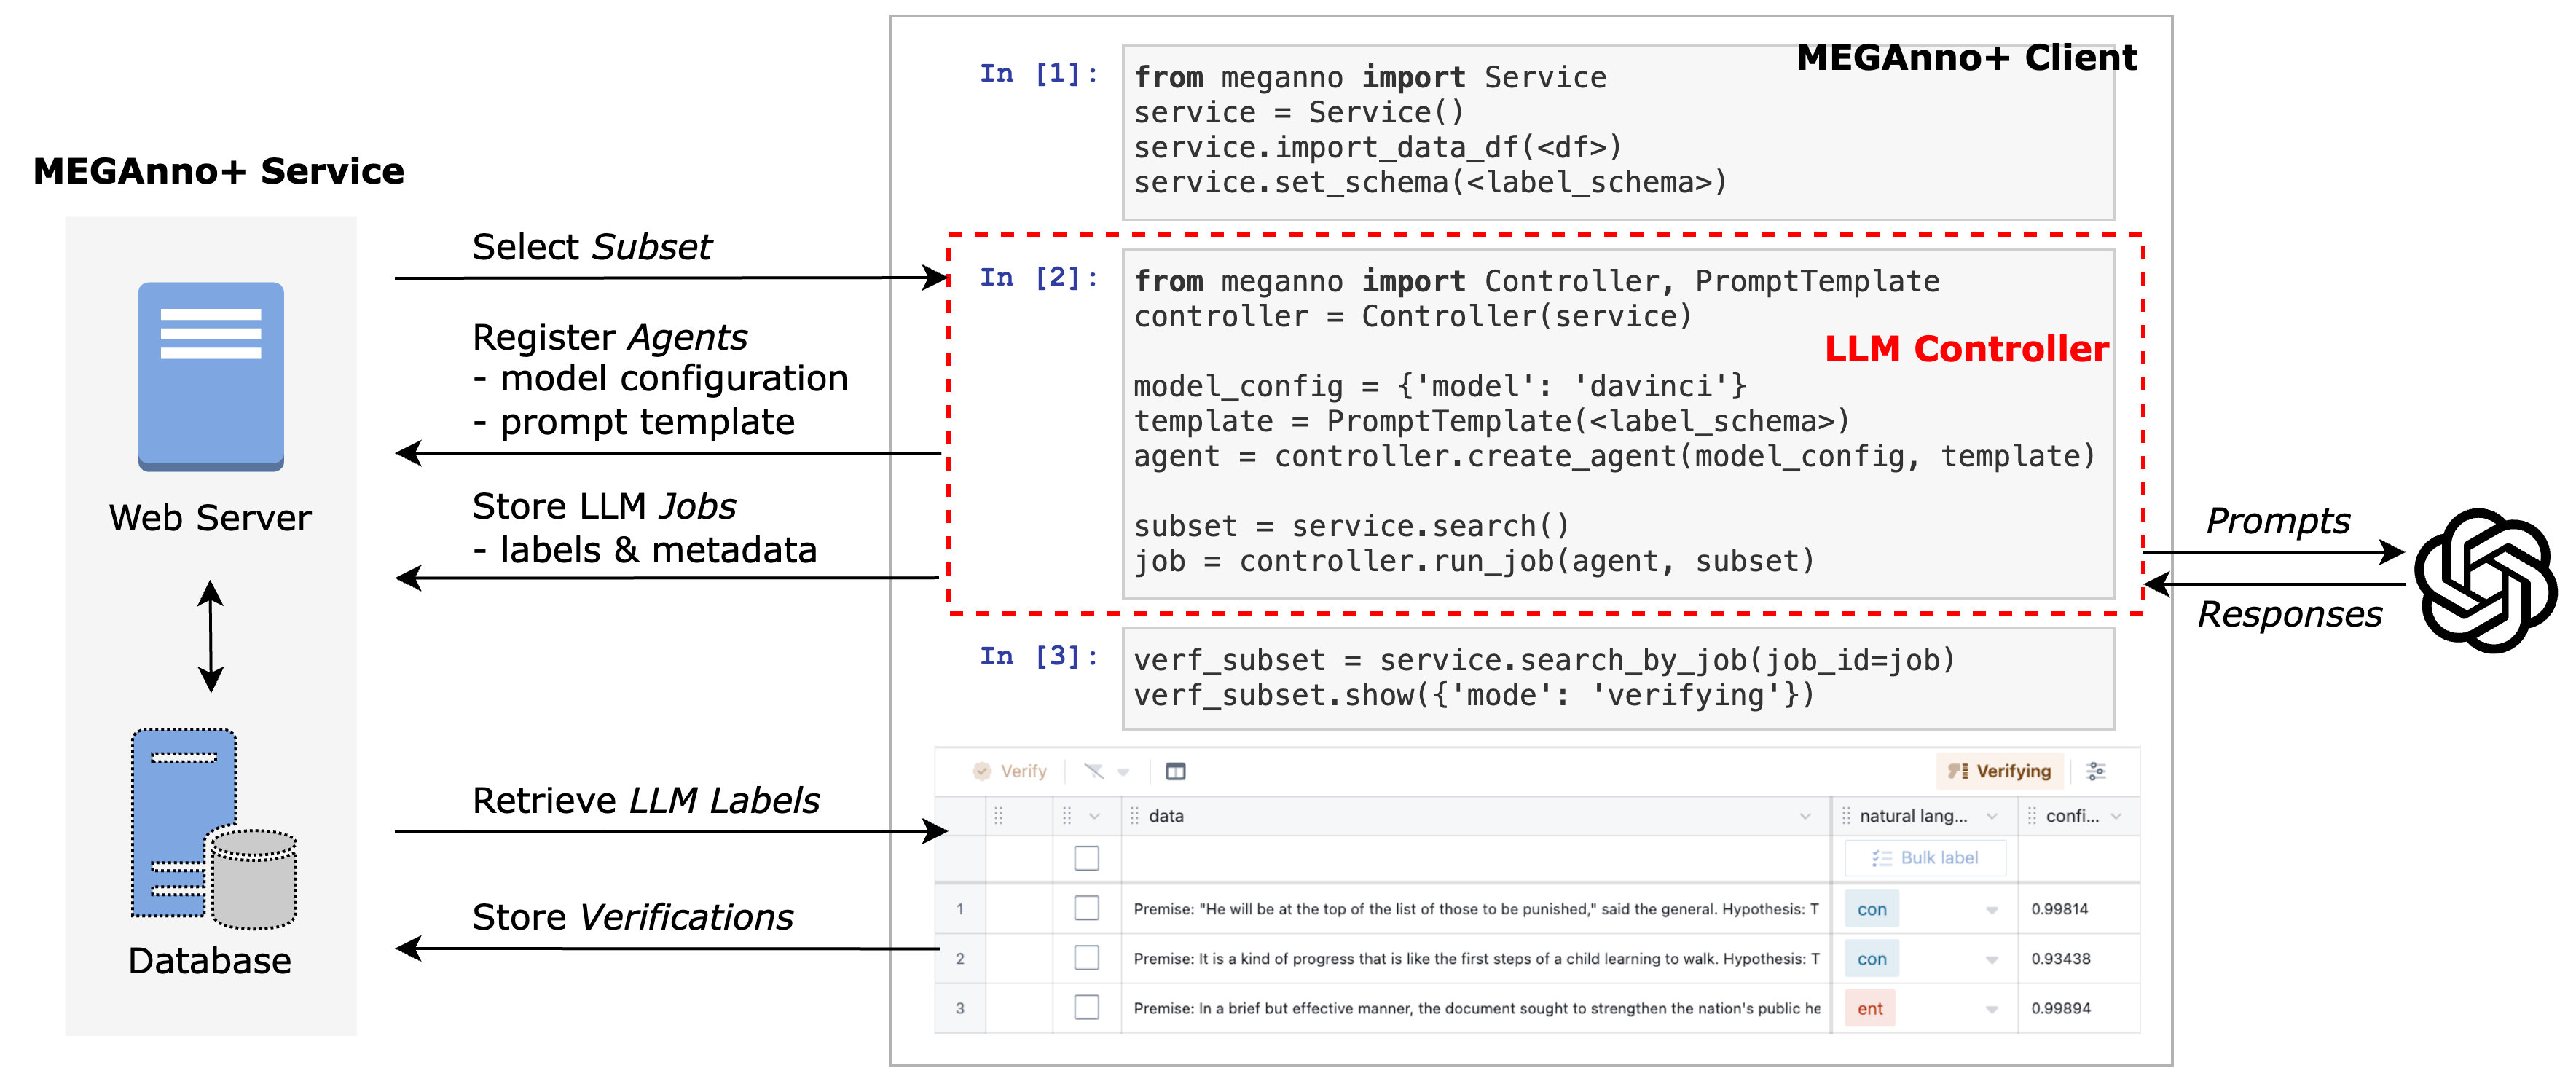 MEGAnno+ Service
Web Server
Database
Select Subset
Register Agents
- model configuration
- prompt template
Store LLM Jobs
- labels & metadata
Retrieve LLM Labels
Store Verifications
MEGAnno+ Client
In [1]:
from meganno import Service
service = Service()
service.import_data_df(<df>)
service.set_schema(<label_schema>)
In [2]:
from meganno import Controller, PromptTemplate
controller = Controller(service)
LLM Controller
model_config = {'model': 'davinci'}
template = PromptTemplate(<label_schema>)
agent = controller.create_agent(model_config, template)
subset = service.search()
job = controller.run_job(agent, subset)
In [3]:
verf_subset = service.search_by_job(job_id=job)
verf_subset.show({'mode': 'verifying'})
Verify
Verifying
data natural lang... confi...
Bulk label
1 Premise: "He will be at the top of the list of those to be punished," said the general. Hypothesis: T con 0.99814
2 Premise: It is a kind of progress that is like the first steps of a child learning to walk. Hypothesis: T con 0.93438
3 Premise: In a brief but effective manner, the document sought to strengthen the nation's public he ent 0.99894
Prompts
Responses